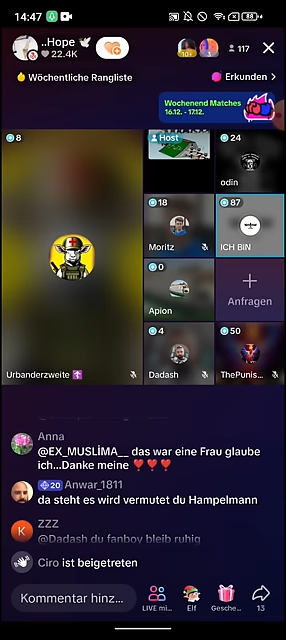 14:47
88
..Hope 🕊
22.4K
10+
117
Wöchentliche Rangliste
Erkunden >
Wochenend Matches
16.12. - 17.12.
8
Host
24
odin
18
87
Moritz
ICH BIN
0
Apion
Anfragen
4
50
Urbanderzweite ✝
Dadash
ThePunis...
Anna
@EX_MUSLİMA__ das war eine Frau glaube
ich...Danke meine ❤️❤️❤️
20 Anwar_1811
da steht es wird vermutet du Hampelmann
K
ZZZ
@Dadash du fanboy bleib ruhig
Ciro ist beigetreten
Kommentar hinz...
LIVE mi...
Elf
Gesche...
13